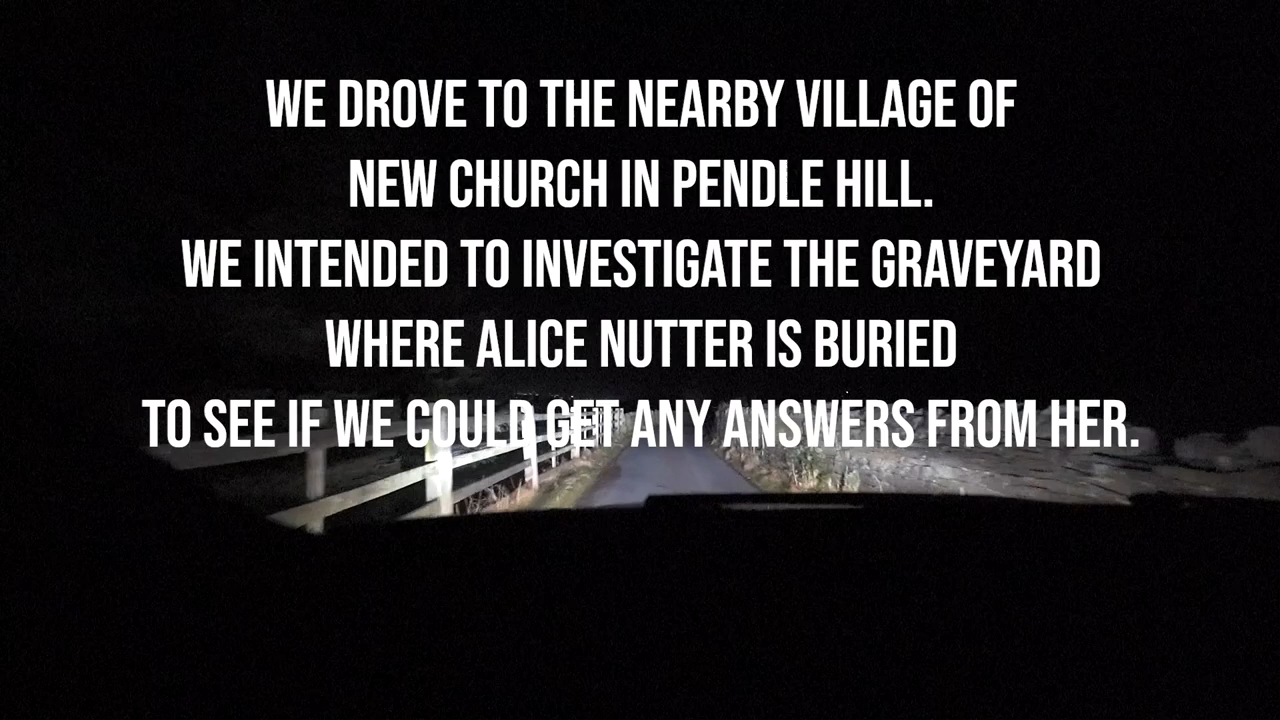 WE DROVE TO THE NEARBY VILLAGE OF
NEW CHURCH IN PENDLE HILL.
WE INTENDED TO INVESTIGATE THE GRAVEYARD
WHERE ALICE NUTTER IS BURIED
TO SEE IF WE COULD GET ANY ANSWERS FROM HER.